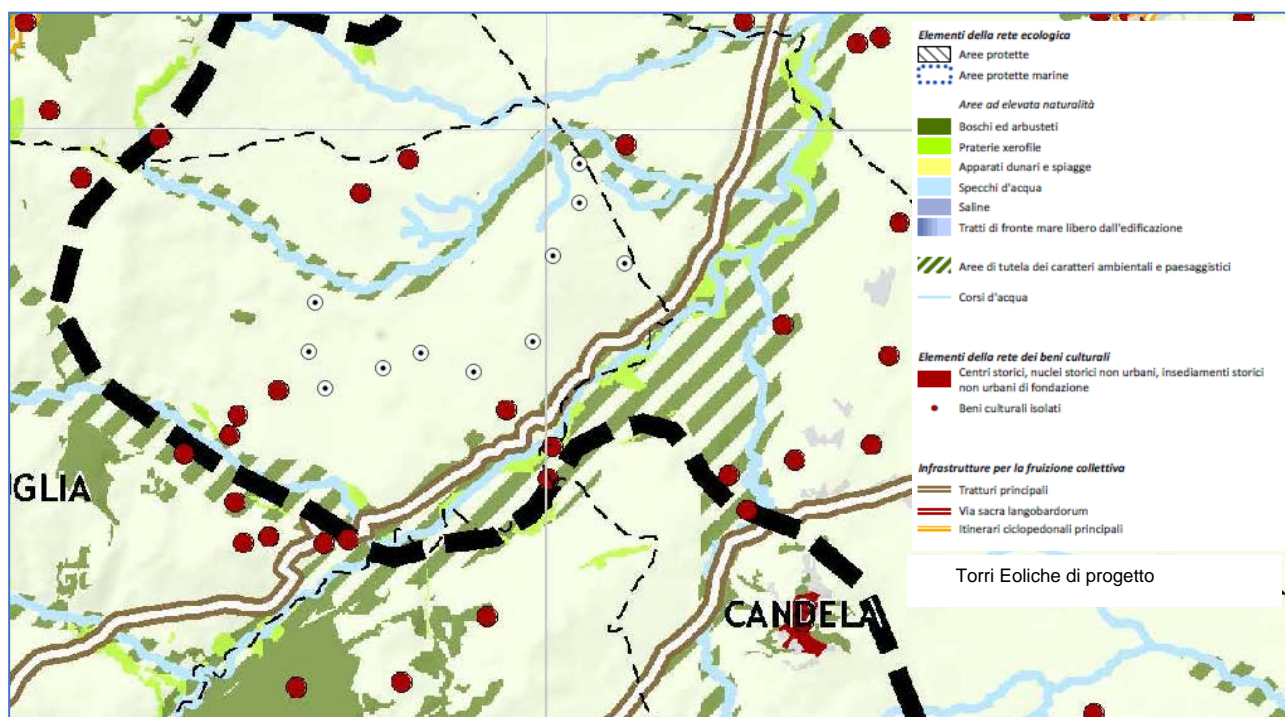 Elementi della rete ecologica
Aree protette
Aree protette marine
Aree ad elevata naturalità
Boschi ed arbusteti
Praterie xerofile
Apparati dunari e spiagge
Specchi d'acqua
Saline
Tratti di fronte mare libero dall'edificazione
Aree di tutela dei caratteri ambientali e paesaggistici
Corsi d'acqua
Elementi della rete dei beni culturali
Centri storici, nuclei storici non urbani, insediamenti storici
non urbani di fondazione
Beni culturali isolati
Infrastrutture per la fruizione collettiva
Tratturi principali
Via sacra langobardorum
Itinerari ciclopedonali principali
Torri Eoliche di progetto
IGLIA
CANDELA